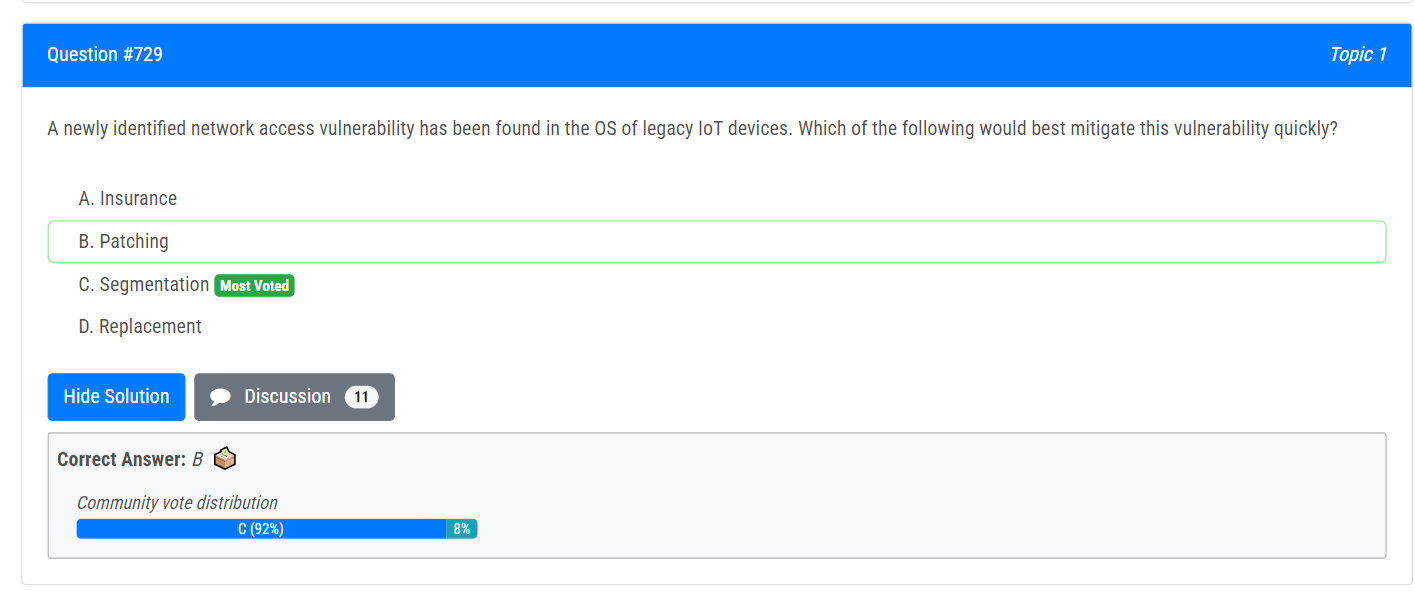 Question #729
Topic 1
A newly identified network access vulnerability has been found in the OS of legacy IoT devices. Which of the following would best mitigate this vulnerability quickly?
A. Insurance
B. Patching
C. Segmentation Most Voted
D. Replacement
Hide Solution
Discussion 11
Correct Answer: B
Community vote distribution
C (92%) 8%